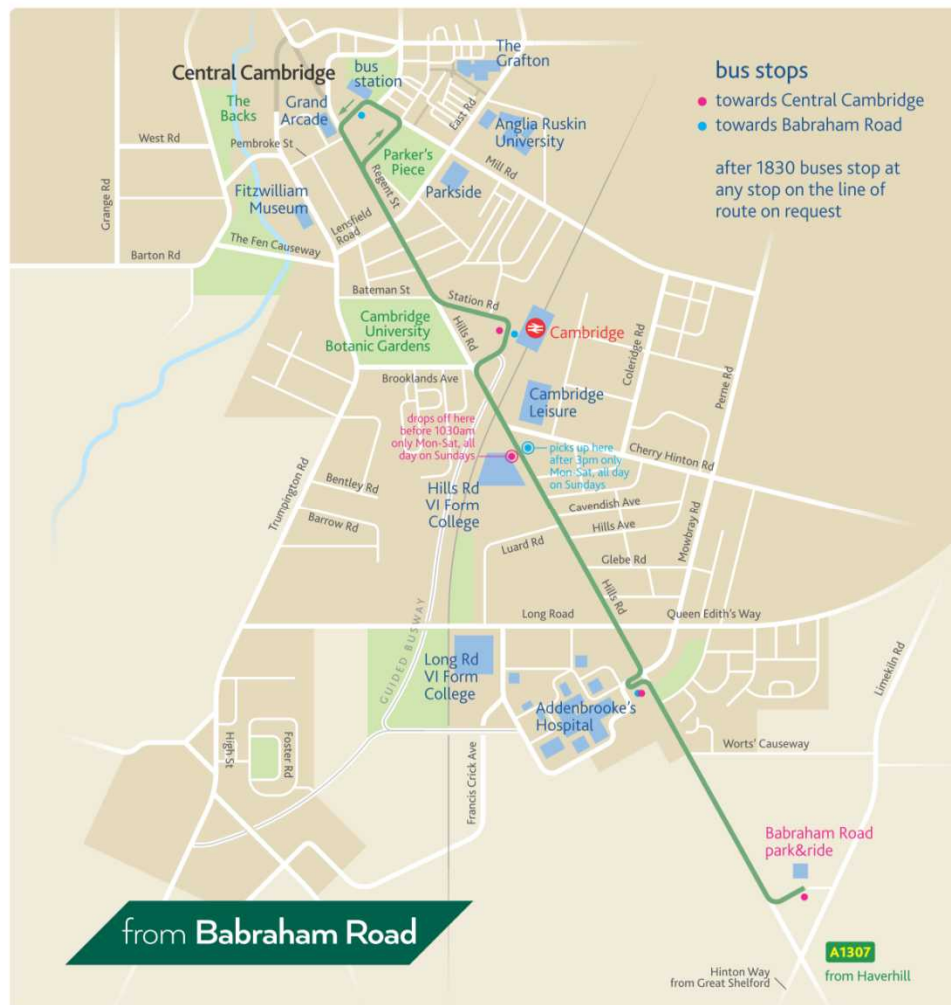 The
Grafton
bus
station
Central Cambridge
bus stops
The
Backs
Grand
Arcade
towards Central Cambridge
towards Babraham Road
East Rd
Anglia Ruskin
University
West Rd
Pembroke St
Parker's
Piece
Mill Rd
after 1830 buses stop at
any stop on the line of
route on request
Regent St
Parkside
Grange Rd
Fitzwilliam
Museum
Lensfield
Road
The Fen Causeway
Barton Rd
Bateman St
Station Rd
Cambridge
University
Botanic Gardens
Hills Rd
Cambridge
Coleridge Rd
Perne Rd
Brooklands Ave
Cambridge
Leisure
drops off here
before 1030am
only Mon-Sat, all
day on Sundays
picks up here
after 3pm only
Mon-Sat, all day
on Sundays
Cherry Hinton Rd
Trumpington Rd
Bentley Rd
Hills Rd
VI Form
College
Cavendish Ave
Barrow Rd
Hills Ave
Mowbray Rd
Luard Rd
Glebe Rd
Hills Rd
GUIDED BUSWAY
Long Road
Queen Edith's Way
Limekiln Rd
Long Rd
VI Form
College
Addenbrooke's
Hospital
High St
Foster Rd
Francis Crick Ave
Worts' Causeway
Babraham Road
park&ride
from Babraham Road
A1307
from Haverhill
Hinton Way
from Great Shelford